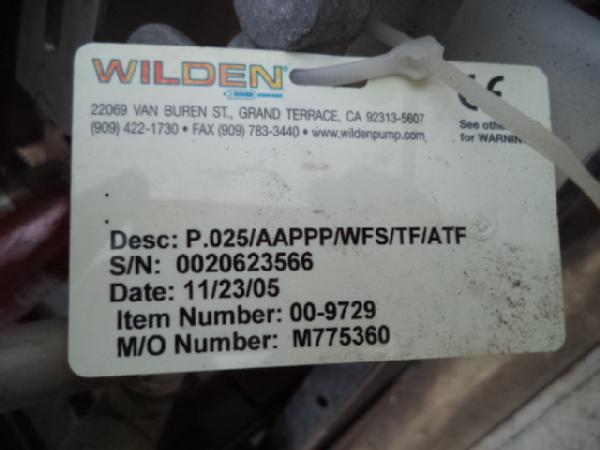 WILDEN
22069 VAN BUREN ST., GRAND TERRACE, CA 92313-5607
(909) 422-1730 • FAX (909) 783-3440 • www.wildenpump.com
CE
See other
for WARNIN
Desc: P.025/AAPPP/WFS/TF/ATF
S/N: 0020623566
Date: 11/23/05
Item Number: 00-9729
M/O Number: M775360